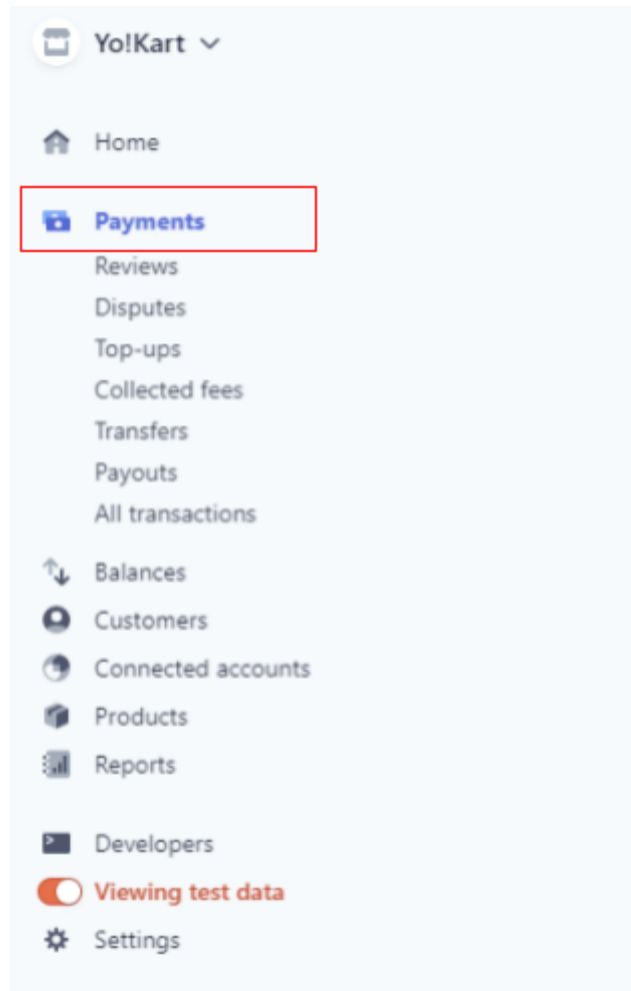 Yo!Kart
Home
Payments
Reviews
Disputes
Top-ups
Collected fees
Transfers
Payouts
All transactions
Balances
Customers
Connected accounts
Products
Reports
Developers
Viewing test data
Settings